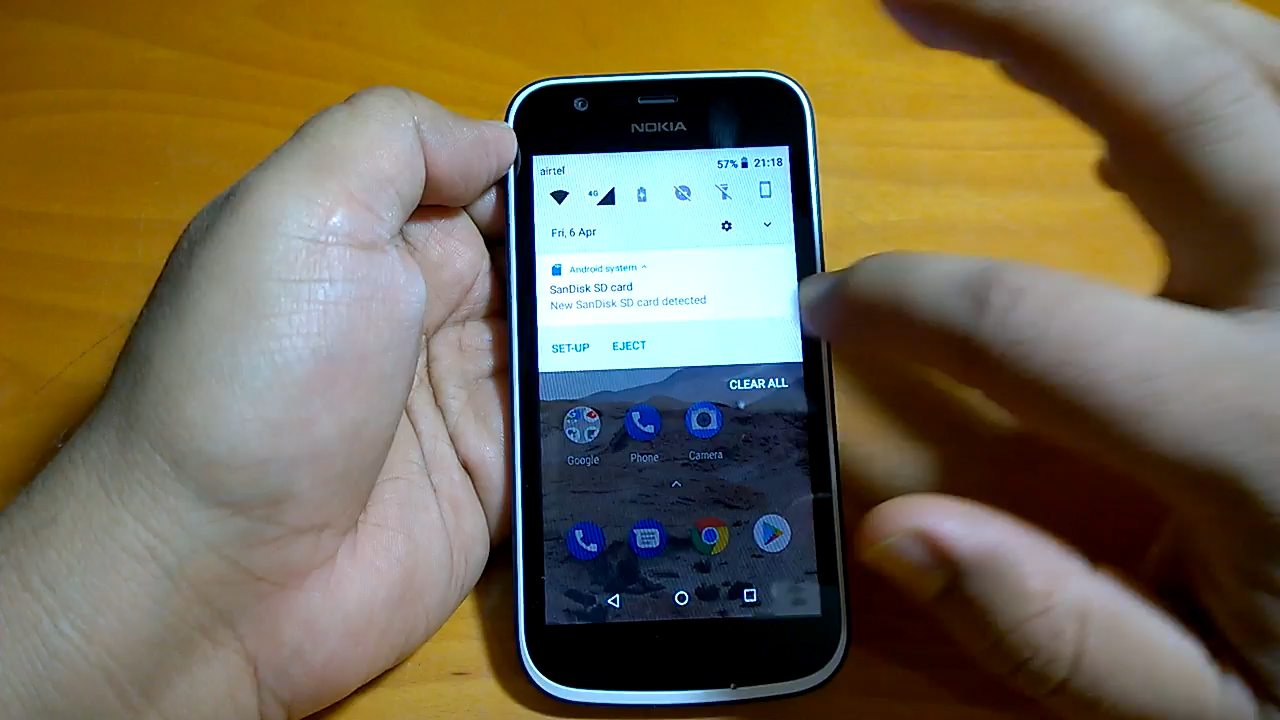 NOKIA
airtel 57% 21:18
4G
Fri, 6 Apr
Android system
SanDisk SD card
New SanDisk SD card detected
SET-UP EJECT
CLEAR ALL
Google Phone Camera